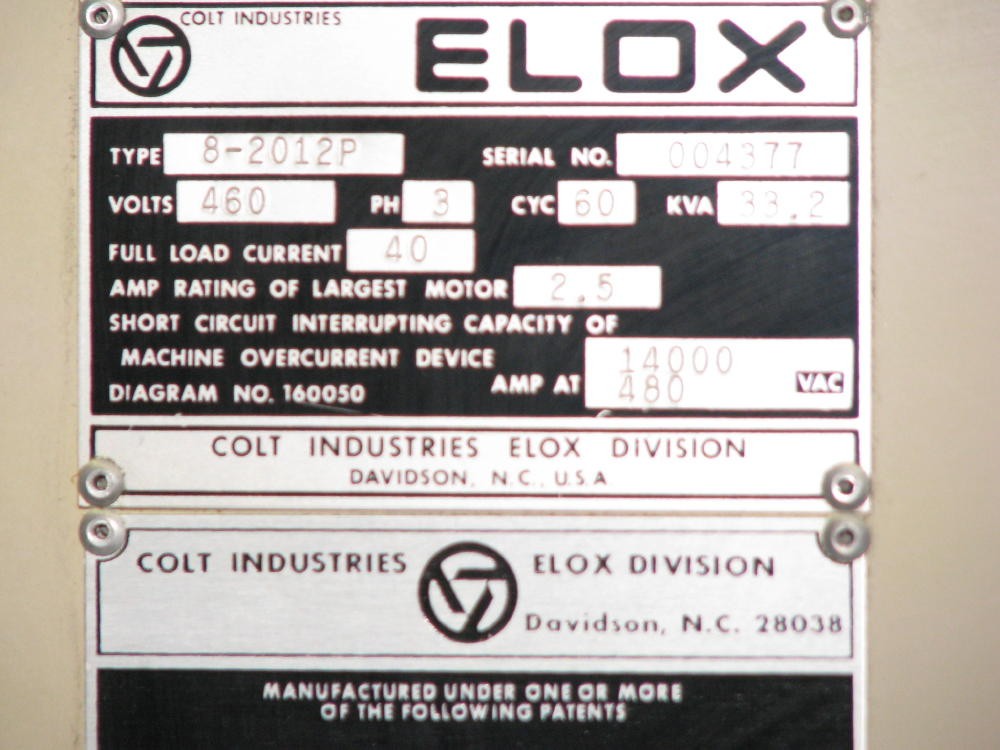 COLT INDUSTRIES
ELOX
TYPE 8-2012P SERIAL NO. 004377
VOLTS 460 PH 3 CYC 60 KVA 33.2
FULL LOAD CURRENT 40
AMP RATING OF LARGEST MOTOR 2.5
SHORT CIRCUIT INTERRUPTING CAPACITY OF
MACHINE OVERCURRENT DEVICE 14000
AMP AT 480 VAC
DIAGRAM NO. 160050
COLT INDUSTRIES ELOX DIVISION
DAVIDSON, N.C., U.S.A
COLT INDUSTRIES ELOX DIVISION
Davidson, N.C. 28038
MANUFACTURED UNDER ONE OR MORE
OF THE FOLLOWING PATENTS